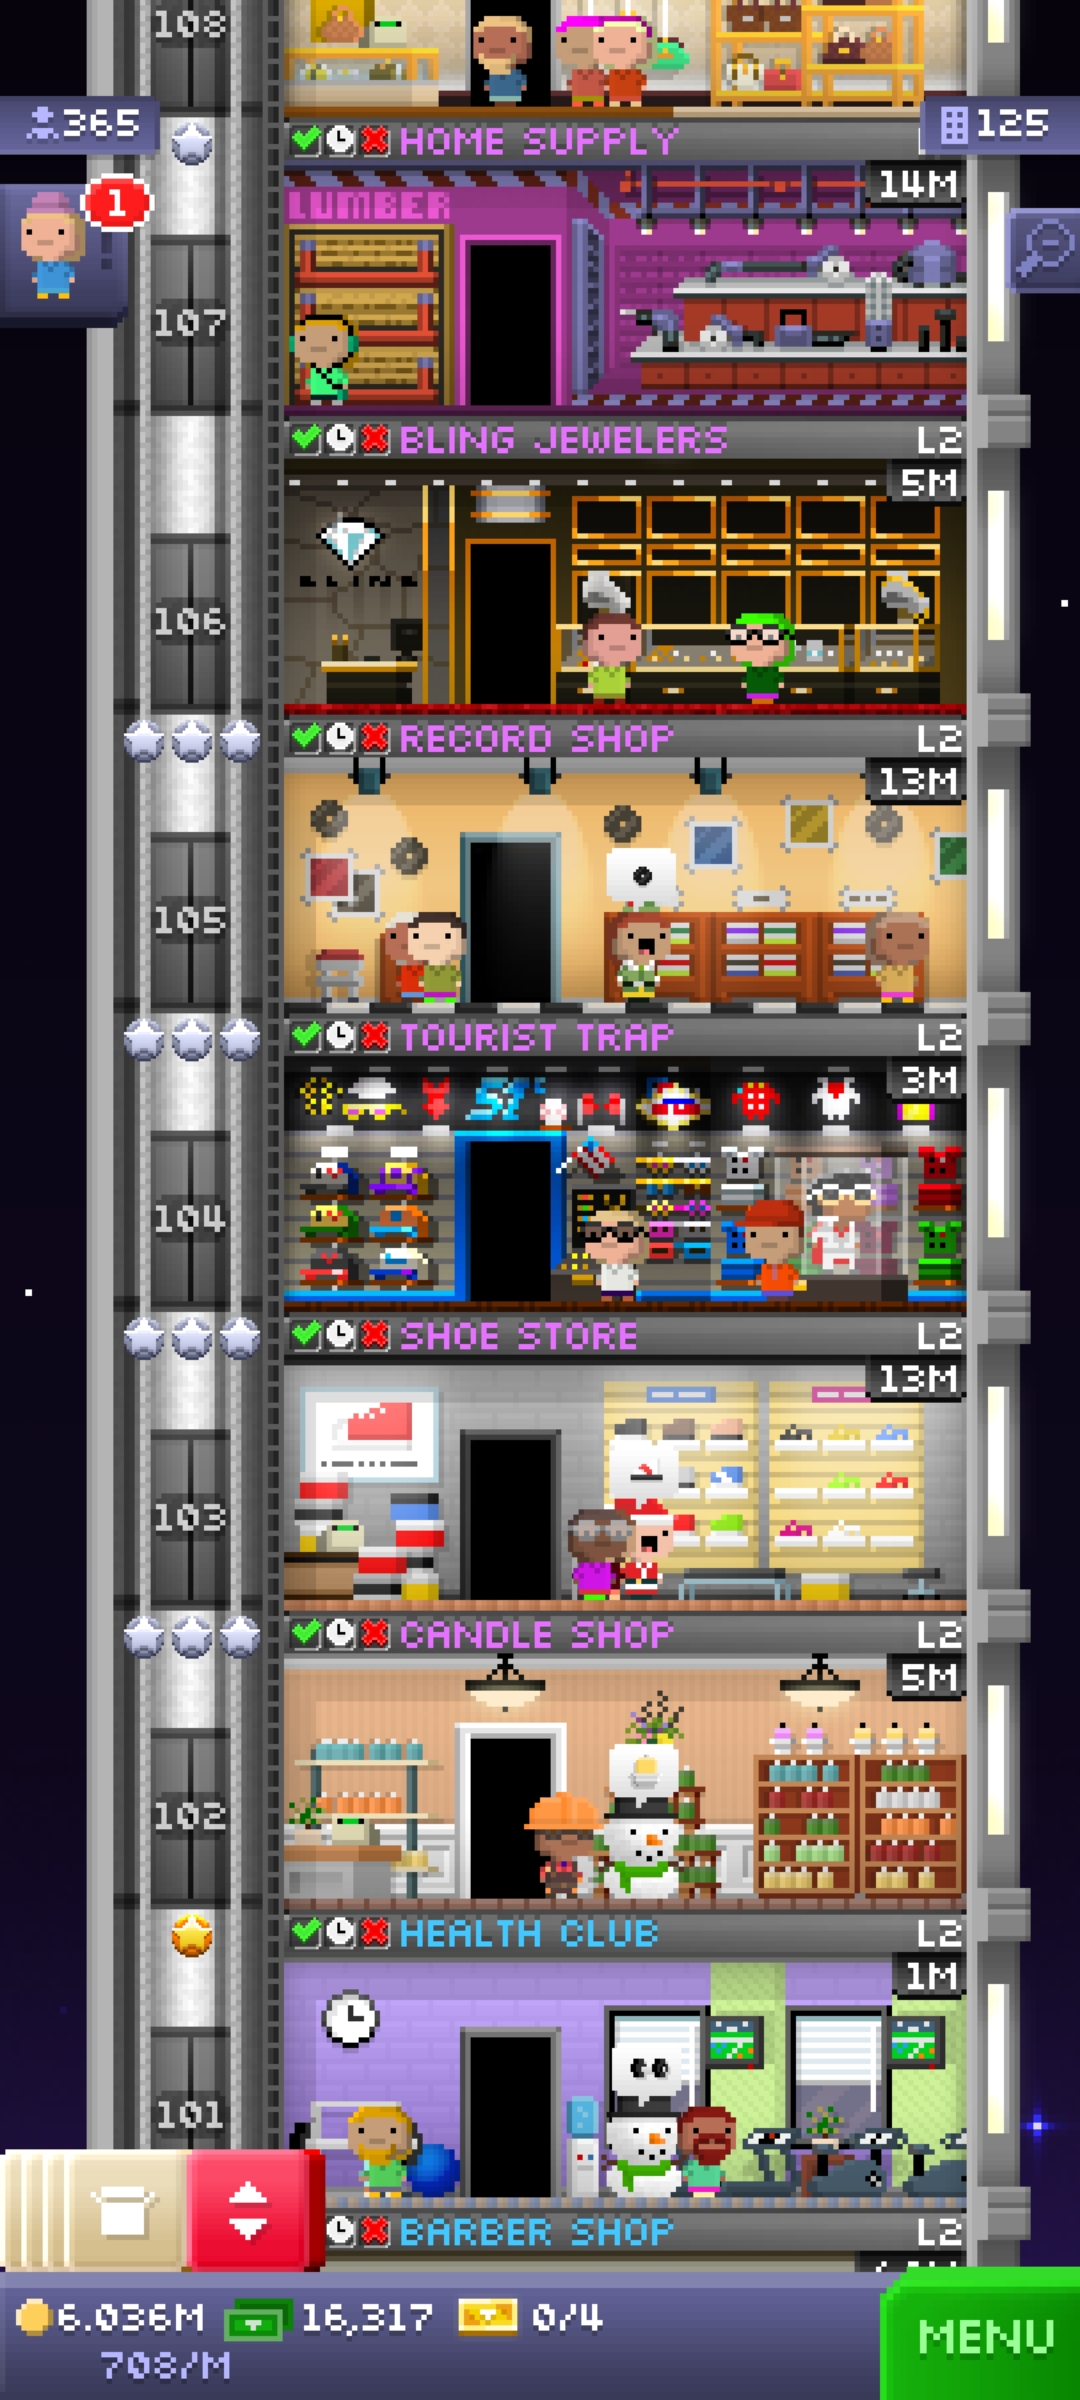 108
365
125
HOME SUPPLY
1
14M
LUMBER
107
BLING JEWELERS L2
5M
BLING
106
RECORD SHOP L2
13M
105
TOURIST TRAP L2
3M
104
SHOE STORE L2
13M
103
CANDLE SHOP L2
5M
102
HEALTH CLUB L2
1M
101
BARBER SHOP L2
6.036M 16,317 0/4
708/M
MENU